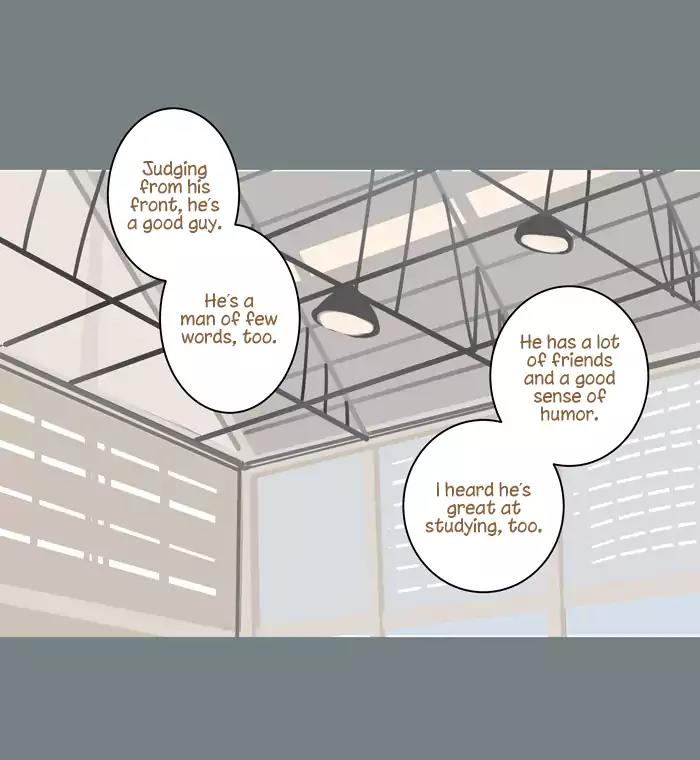 Judging
from his
front, he's
a good guy.
He's a
man of few
words, too.
He has a lot
of friends
and a good
sense of
humor.
I heard he's
great at
studying, too.